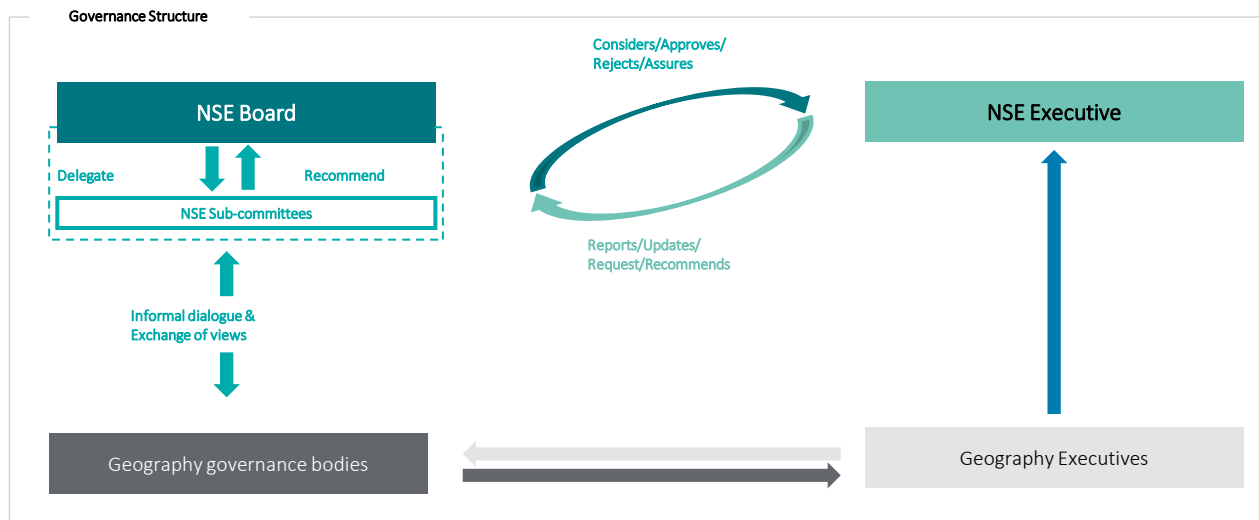 Governance Structure
Considers/Approves/
Rejects/Assures
NSE Board
NSE Executive
Delegate
Recommend
NSE Sub-committees
Reports/Updates/
Request/Recommends
Informal dialogue &
Exchange of views
Geography governance bodies
Geography Executives